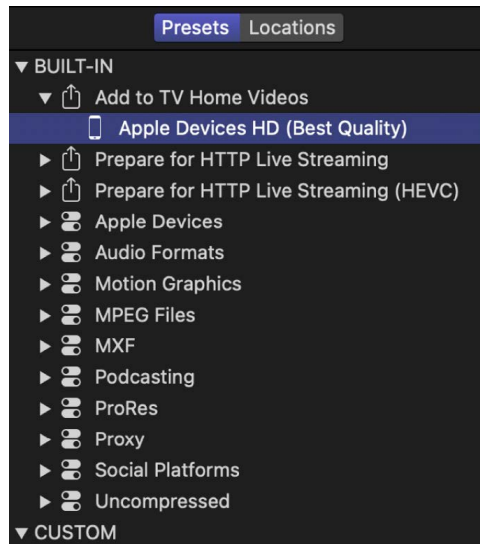 Presets Locations
BUILT-IN
Add to TV Home Videos
Apple Devices HD (Best Quality)
Prepare for HTTP Live Streaming
Prepare for HTTP Live Streaming (HEVC)
Apple Devices
Audio Formats
Motion Graphics
MPEG Files
MXF
Podcasting
ProRes
Proxy
Social Platforms
Uncompressed
CUSTOM